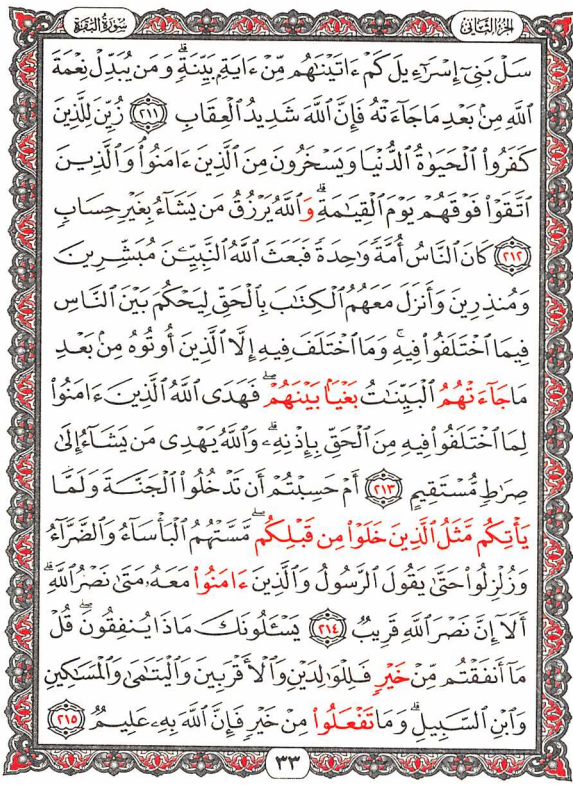 الجزء الثاني
سورة البقرة
سَلْ بَنِىٓ إِسْرَٰٓءِيلَ كَمْ ءَاتَيْنَٰهُم مِّنْ ءَايَةٍۭ بَيِّنَةٍۗ وَمَن يُبَدِّلْ نِعْمَةَ
ٱللَّهِ مِنۢ بَعْدِ مَا جَآءَتْهُ فَإِنَّ ٱللَّهَ شَدِيدُ ٱلْعِقَابِ ﴿٢١١﴾ زُيِّنَ لِلَّذِينَ
كَفَرُوا۟ ٱلْحَيَوٰةُ ٱلدُّنْيَا وَيَسْخَرُونَ مِنَ ٱلَّذِينَ ءَامَنُوا۟ وَٱلَّذِينَ
ٱتَّقَوْا۟ فَوْقَهُمْ يَوْمَ ٱلْقِيَٰمَةِۗ وَٱللَّهُ يَرْزُقُ مَن يَشَآءُ بِغَيْرِ حِسَابٍ
﴿٢١٢﴾ كَانَ ٱلنَّاسُ أُمَّةً وَٰحِدَةً فَبَعَثَ ٱللَّهُ ٱلنَّبِيِّـۧنَ مُبَشِّرِينَ
وَمُنذِرِينَ وَأَنزَلَ مَعَهُمُ ٱلْكِتَٰبَ بِٱلْحَقِّ لِيَحْكُمَ بَيْنَ ٱلنَّاسِ
فِيمَا ٱخْتَلَفُوا۟ فِيهِۚ وَمَا ٱخْتَلَفَ فِيهِ إِلَّا ٱلَّذِينَ أُوتُوهُ مِنۢ بَعْدِ
مَا جَآءَتْهُمُ ٱلْبَيِّنَٰتُ بَغْيًۢا بَيْنَهُمْۖ فَهَدَى ٱللَّهُ ٱلَّذِينَ ءَامَنُوا۟
لِمَا ٱخْتَلَفُوا۟ فِيهِ مِنَ ٱلْحَقِّ بِإِذْنِهِۦۗ وَٱللَّهُ يَهْدِى مَن يَشَآءُ إِلَىٰ
صِرَٰطٍ مُّسْتَقِيمٍ ﴿٢١٣﴾ أَمْ حَسِبْتُمْ أَن تَدْخُلُوا۟ ٱلْجَنَّةَ وَلَمَّا
يَأْتِكُم مَّثَلُ ٱلَّذِينَ خَلَوْا۟ مِن قَبْلِكُمۖ مَّسَّتْهُمُ ٱلْبَأْسَآءُ وَٱلضَّرَّآءُ
وَزُلْزِلُوا۟ حَتَّىٰ يَقُولَ ٱلرَّسُولُ وَٱلَّذِينَ ءَامَنُوا۟ مَعَهُۥ مَتَىٰ نَصْرُ ٱللَّهِۗ
أَلَآ إِنَّ نَصْرَ ٱللَّهِ قَرِيبٌ ﴿٢١٤﴾ يَسْـَٔلُونَكَ مَاذَا يُنفِقُونَۖ قُلْ
مَآ أَنفَقْتُم مِّنْ خَيْرٍ فَلِلْوَٰلِدَيْنِ وَٱلْأَقْرَبِينَ وَٱلْيَتَٰمَىٰ وَٱلْمَسَٰكِينِ
وَٱبْنِ ٱلسَّبِيلِۗ وَمَا تَفْعَلُوا۟ مِنْ خَيْرٍ فَإِنَّ ٱللَّهَ بِهِۦ عَلِيمٌ ﴿٢١٥﴾
٣٣